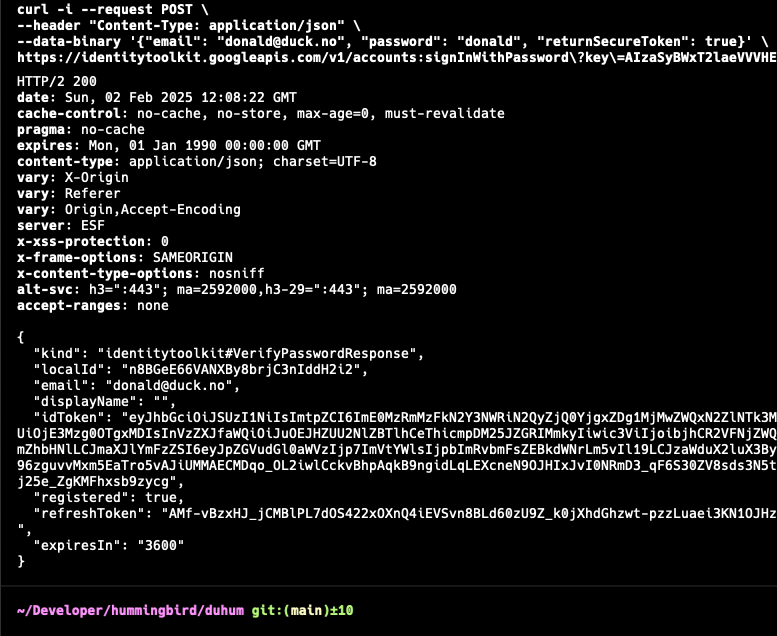 curl -i --request POST \
--header "Content-Type: application/json" \
--data-binary '{"email": "donald@duck.no", "password": "donald", "returnSecureToken": true}' \
https://identitytoolkit.googleapis.com/v1/accounts:signInWithPassword\?key\=AIzaSyBWxT2laeVVVHE
HTTP/2 200
date: Sun, 02 Feb 2025 12:08:22 GMT
cache-control: no-cache, no-store, max-age=0, must-revalidate
pragma: no-cache
expires: Mon, 01 Jan 1990 00:00:00 GMT
content-type: application/json; charset=UTF-8
vary: X-Origin
vary: Referer
vary: Origin,Accept-Encoding
server: ESF
x-xss-protection: 0
x-frame-options: SAMEORIGIN
x-content-type-options: nosniff
alt-svc: h3=":443"; ma=2592000,h3-29=":443"; ma=2592000
accept-ranges: none
{
"kind": "identitytoolkit#VerifyPasswordResponse",
"localId": "n8BGeE66VANXBy8brjC3nIddH2i2",
"email": "donald@duck.no",
"displayName": "",
"idToken": "eyJhbGciOiJSUzI1NiIsImtpZCI6ImE0MzRmMzFkN2Y3NWRiN2QyZjQ0YjgxZDg1MjMwZWQxN2ZlNTk3M
UiOjE3Mzg0OTgxMDIsInVzZXJfaWQiOiJuOEJHZUU2NlZBTlhCeThicmpDM25JZGRIMmkyIiwic3ViIjoibjhCR2VFNjZWQ
mZhbHNlLCJmaXJlYmFzZSI6eyJpZGVudGl0aWVzIjp7ImVtYWlsIjpbImRvbmFsZEBkdWNrLm5vIl19LCJzaWduX2luX3By
96zguvvMxm5EaTro5vAJiUMMAECMDqo_OL2iwlCckvBhpAqkB9ngidLqLEXcneN9OJHIxJvI0NRmD3_qF6S30ZV8sds3N5t
j25e_ZgKMFhxsb9zycg",
"registered": true,
"refreshToken": "AMf-vBzxHJ_jCMBlPL7dOS422xOXnQ4iEVSvn8BLd60zU9Z_k0jXhdGhzwt-pzzLuaei3KN1OJHz
",
"expiresIn": "3600"
}
~/Developer/hummingbird/duhum git:(main)±10